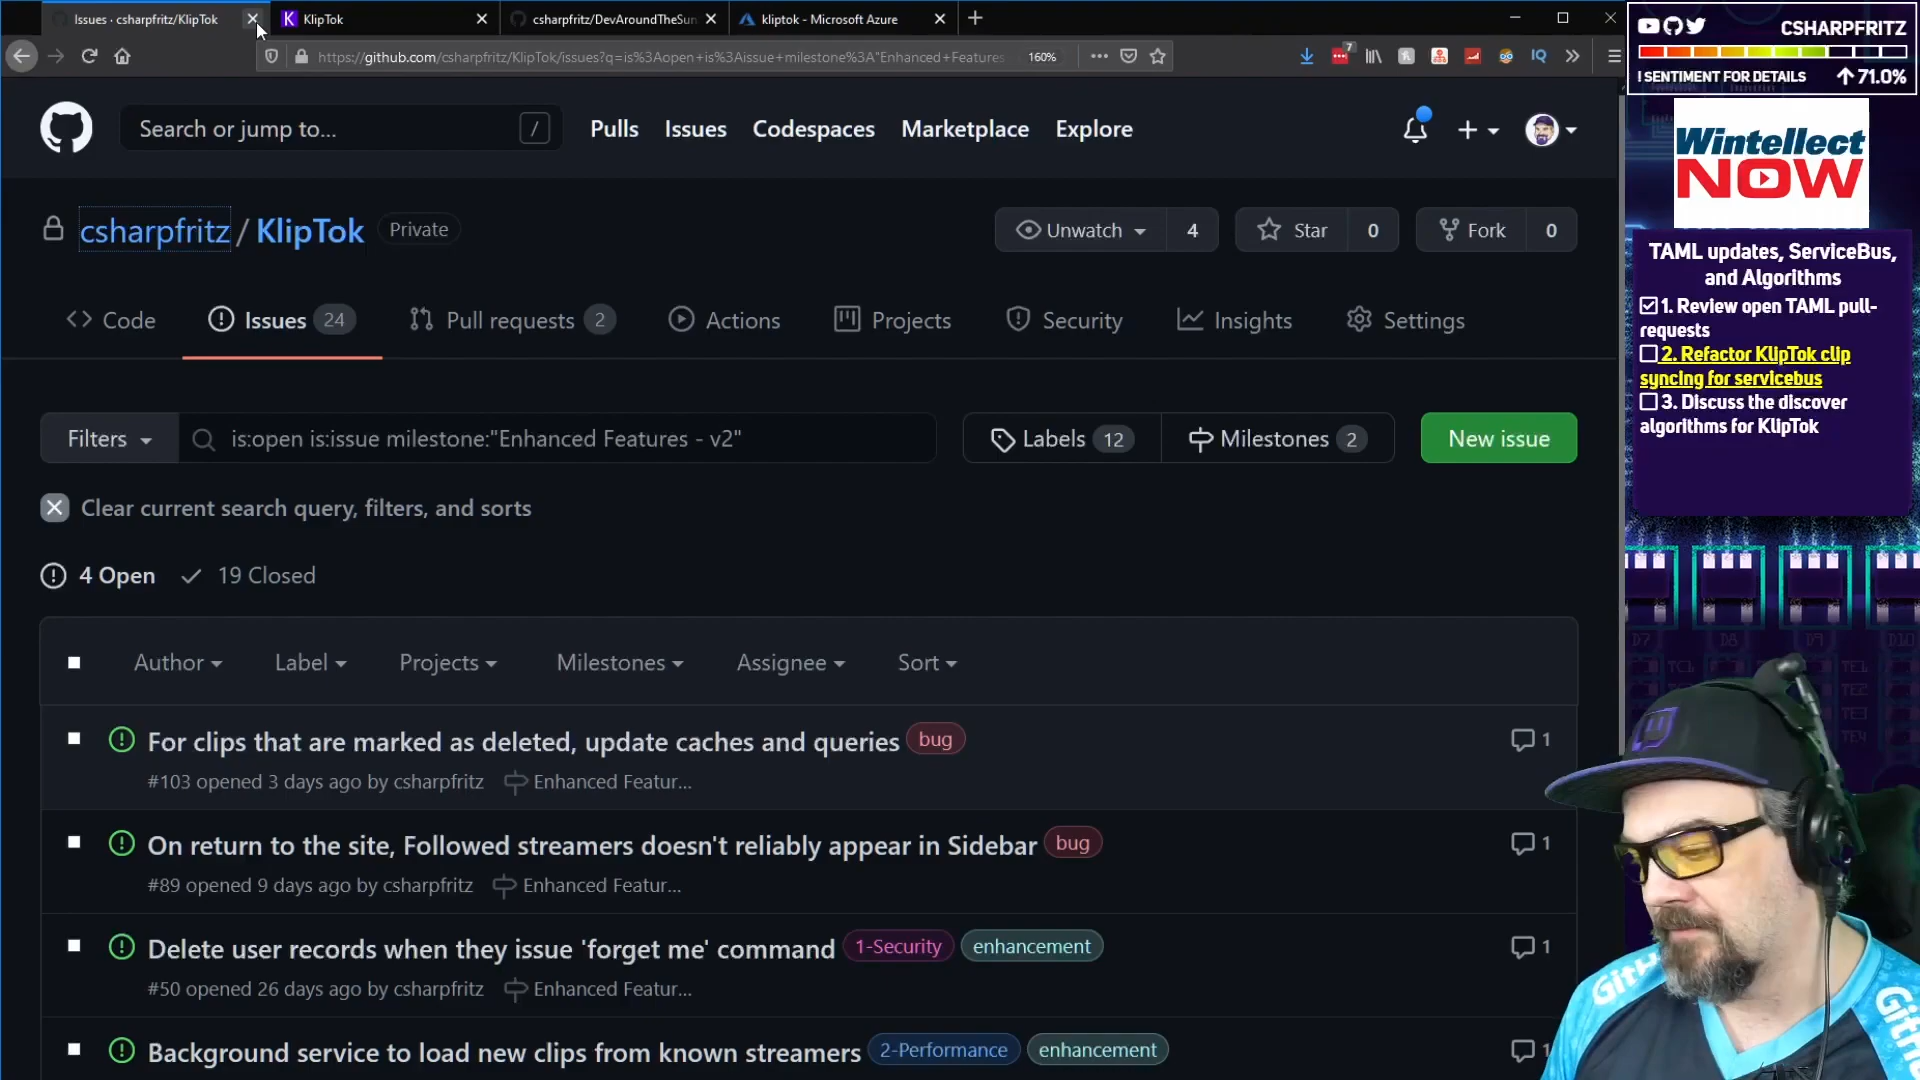 Issues · csharpfritz/KlipTok
KlipTok
csharpfritz/DevAroundTheSun
kliptok - Microsoft Azure
https://github.com/csharpfritz/KlipTok/issues?q=is%3Aopen+is%3Aissue+milestone%3A"Enhanced+Features
160%
7
CSHARPFRITZ
! SENTIMENT FOR DETAILS
71.0%
Search or jump to...
/
Pulls
Issues
Codespaces
Marketplace
Explore
Wintellect
NOW
csharpfritz / KlipTok
Private
Unwatch
4
Star
0
Fork
0
Code
Issues 24
Pull requests 2
Actions
Projects
Security
Insights
Settings
TAML updates, ServiceBus,
and Algorithms
1. Review open TAML pull-
requests
2. Refactor KlipTok clip
syncing for servicebus
3. Discuss the discover
algorithms for KlipTok
Filters
is:open is:issue milestone:"Enhanced Features - v2"
Labels 12
Milestones 2
New issue
Clear current search query, filters, and sorts
4 Open
19 Closed
Author
Label
Projects
Milestones
Assignee
Sort
For clips that are marked as deleted, update caches and queries bug
1
#103 opened 3 days ago by csharpfritz
Enhanced Featur...
On return to the site, Followed streamers doesn't reliably appear in Sidebar bug
1
#89 opened 9 days ago by csharpfritz
Enhanced Featur...
Delete user records when they issue 'forget me' command 1-Security enhancement
1
#50 opened 26 days ago by csharpfritz
Enhanced Featur...
Background service to load new clips from known streamers 2-Performance enhancement
1